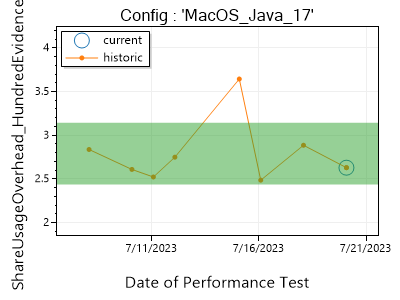 Config : 'MacOS_Java_17'
current
historic
ShareUsageOverhead_HundredEvidence
4
3.5
3
2.5
2
7/11/2023
7/16/2023
7/21/2023
Date of Performance Test